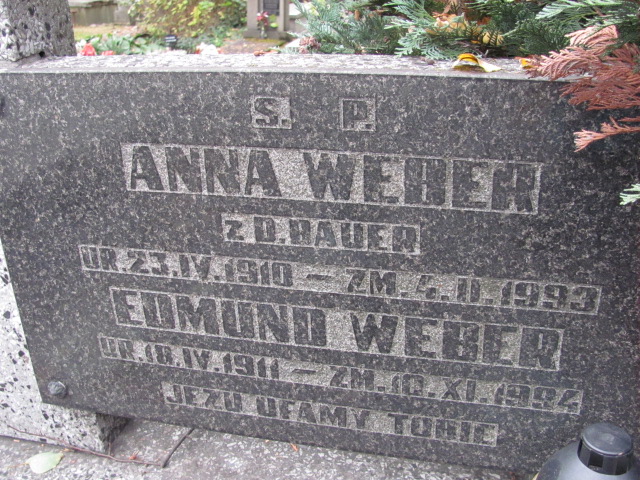 Ś. P.
ANNA WEBER
Z D. BAUER
UR. 23.IV.1910 – ZM. 4.II.1993
EDMUND WEBER
UR. 18.IV.1911 – ZM. 10.XI.1994
JEZU UFAMY TOBIE